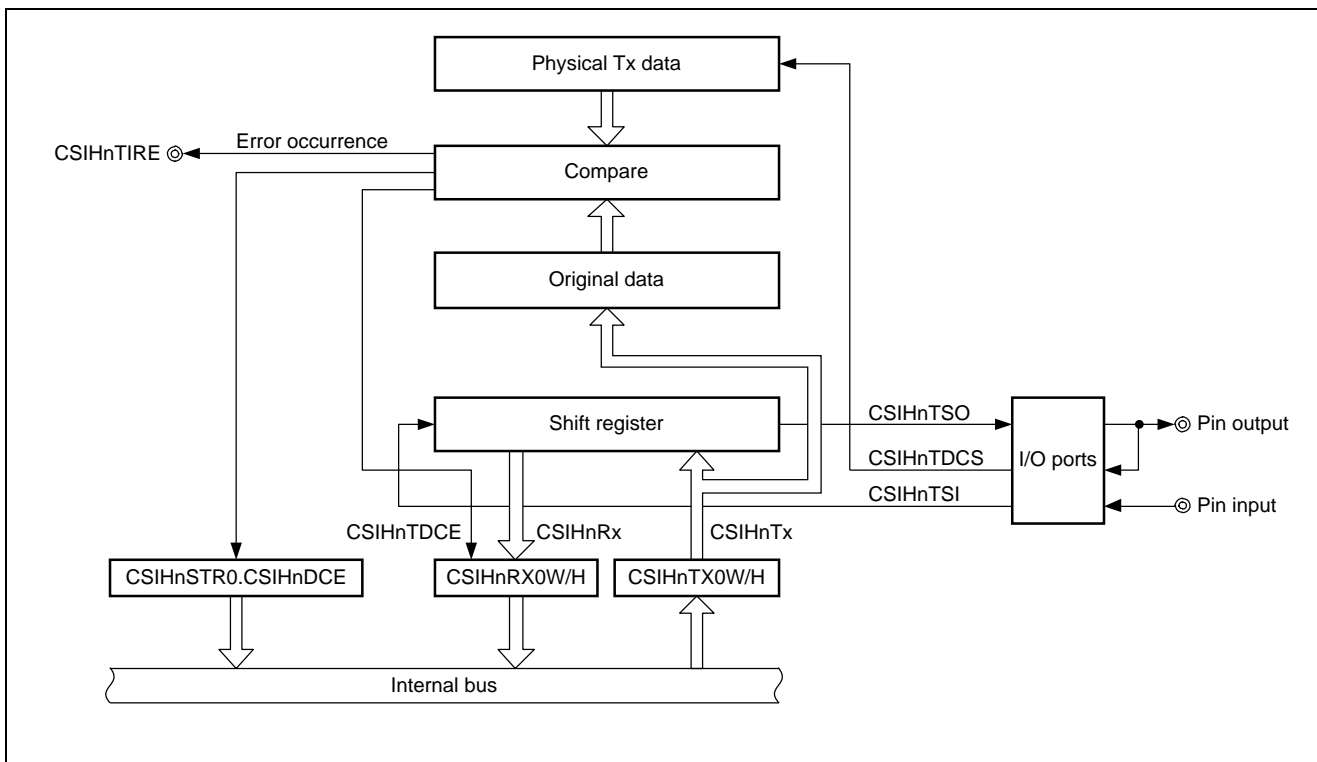 Physical Tx data
Error occurrence
CSIHnTIRE
Compare
Original data
Shift register
CSIHnTSO
CSIHnTDCS
CSIHnTSI
I/O ports
Pin output
Pin input
CSIHnTDCE
CSIHnRx
CSIHnTx
CSIHnSTR0.CSIHnDCE
CSIHnRX0W/H
CSIHnTX0W/H
Internal bus